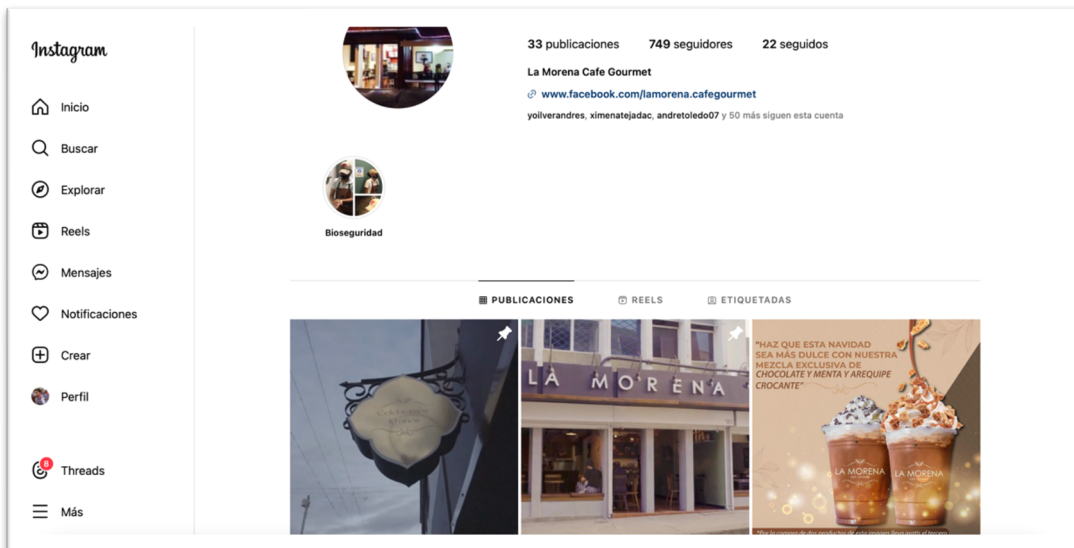 Instagram
Inicio
Buscar
Explorar
Reels
Mensajes
Notificaciones
Crear
Perfil
8
Threads
Más
33 publicaciones 749 seguidores 22 seguidos
La Morena Cafe Gourmet
www.facebook.com/lamorena.cafegourmet
yoilverandres, ximenatejadac, andretoledo07 y 50 más siguen esta cuenta
Bioseguridad
PUBLICACIONES REELS ETIQUETADAS
LA MORENA
"HAZ QUE ESTA NAVIDAD
SEA MÁS DULCE CON NUESTRA
MEZCLA EXCLUSIVA DE
CHOCOLATE Y MENTA Y AREQUIPE
CROCANTE"
LA MORENA
LA MORENA